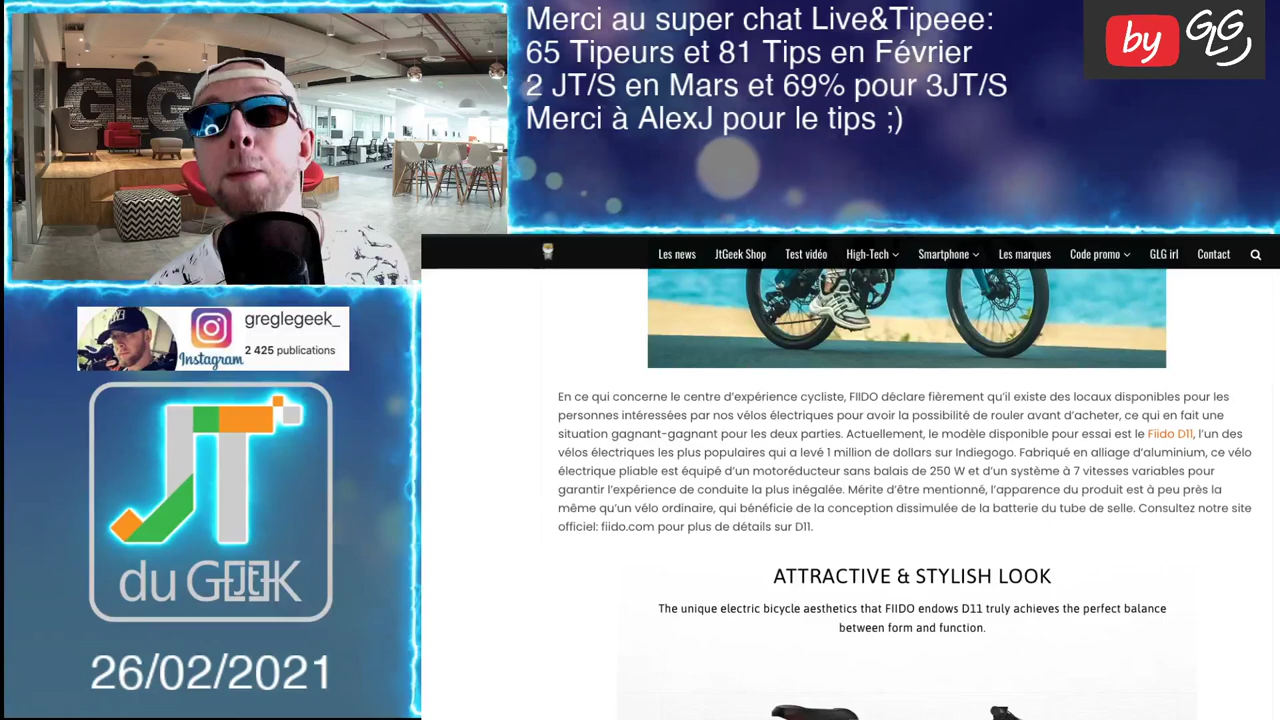 Merci au super chat Live&Tipeee:
65 Tipeurs et 81 Tips en Février
2 JT/S en Mars et 69% pour 3JT/S
Merci à AlexJ pour le tips ;)
by GLG
GLG
Les news JtGeek Shop Test vidéo High-Tech Smartphone Les marques Code promo GLG irl Contact
greglegeek_
Instagram
2 425 publications
JT
du GEEK
26/02/2021
En ce qui concerne le centre d’expérience cycliste, FIIDO déclare fièrement qu’il existe des locaux disponibles pour les
personnes intéressées par nos vélos électriques pour avoir la possibilité de rouler avant d’acheter, ce qui en fait une
situation gagnant-gagnant pour les deux parties. Actuellement, le modèle disponible pour essai est le Fiido D11, l’un des
vélos électriques les plus populaires qui a levé 1 million de dollars sur Indiegogo. Fabriqué en alliage d’aluminium, ce vélo
électrique pliable est équipé d’un motoréducteur sans balais de 250 W et d’un système à 7 vitesses variables pour
garantir l’expérience de conduite la plus inégalée. Mérite d’être mentionné, l’apparence du produit est à peu près la
même qu’un vélo ordinaire, qui bénéficie de la conception dissimulée de la batterie du tube de selle. Consultez notre site
officiel: fiido.com pour plus de détails sur D11.
ATTRACTIVE & STYLISH LOOK
The unique electric bicycle aesthetics that FIIDO endows D11 truly achieves the perfect balance
between form and function.